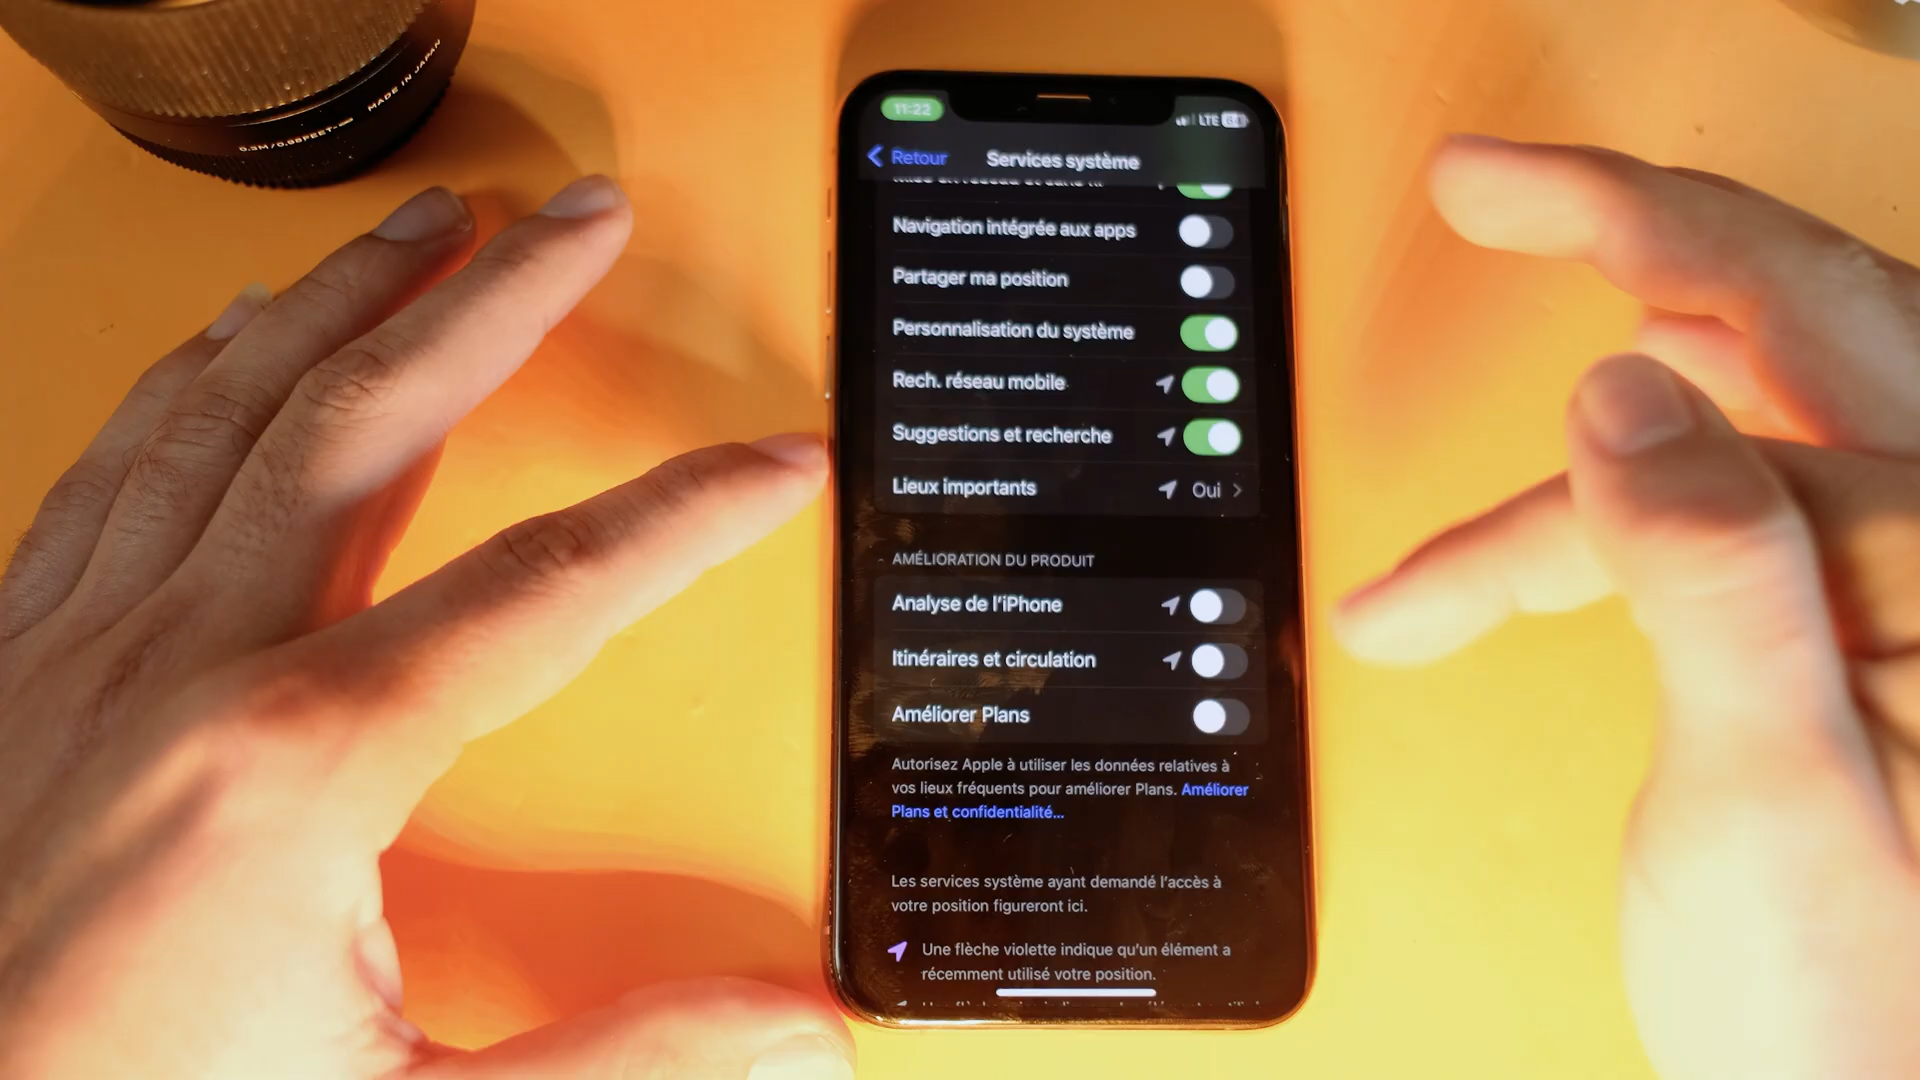 MADE IN JAPAN
0.3M / 0.98FEET-∞
11:22
LTE
Retour
Services système
Navigation intégrée aux apps
Partager ma position
Personnalisation du système
Rech. réseau mobile
Suggestions et recherche
Lieux importants
Oui
AMÉLIORATION DU PRODUIT
Analyse de l'iPhone
Itinéraires et circulation
Améliorer Plans
Autorisez Apple à utiliser les données relatives à
vos lieux fréquents pour améliorer Plans. Améliorer
Plans et confidentialité...
Les services système ayant demandé l'accès à
votre position figureront ici.
Une flèche violette indique qu'un élément a
récemment utilisé votre position.